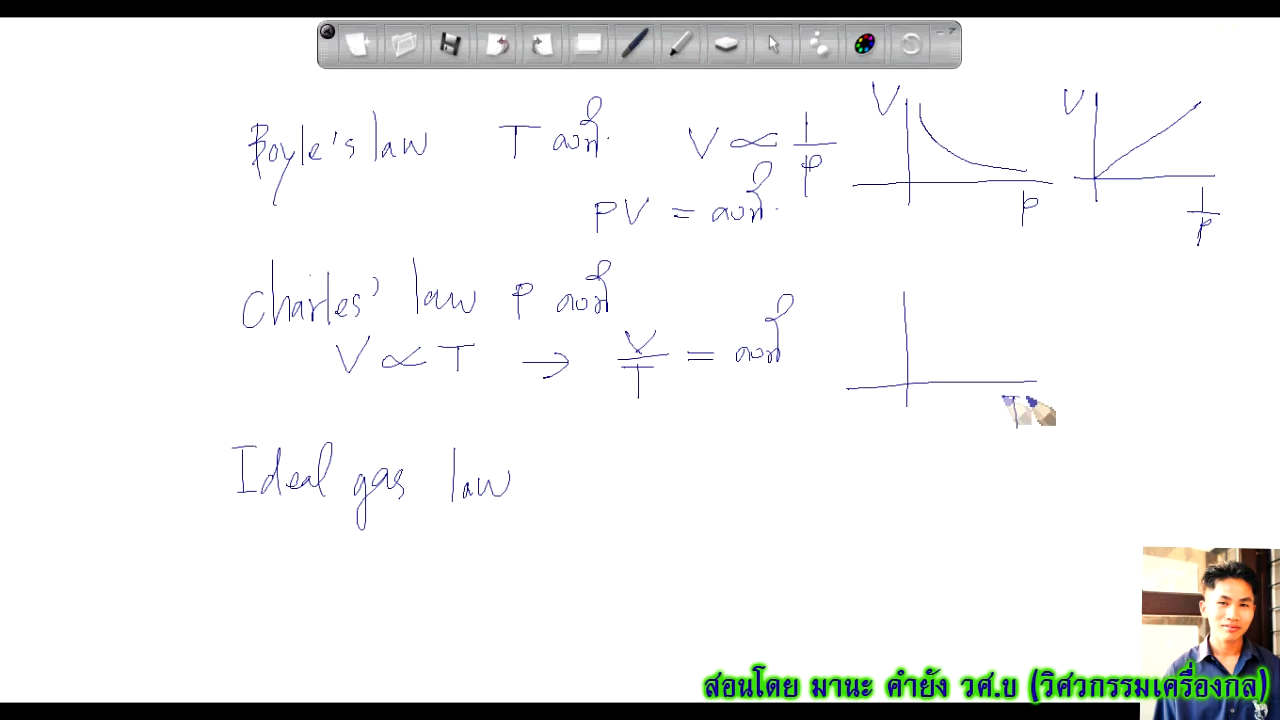 Boyle's law T คงที่ V ∝ 1/P V P V 1/P
PV = คงที่
Charles' law P คงที่
V ∝ T → V/T = คงที่ T
Ideal gas law
สอนโดย มานะ คำยัง วศ.บ (วิศวกรรมเครื่องกล)